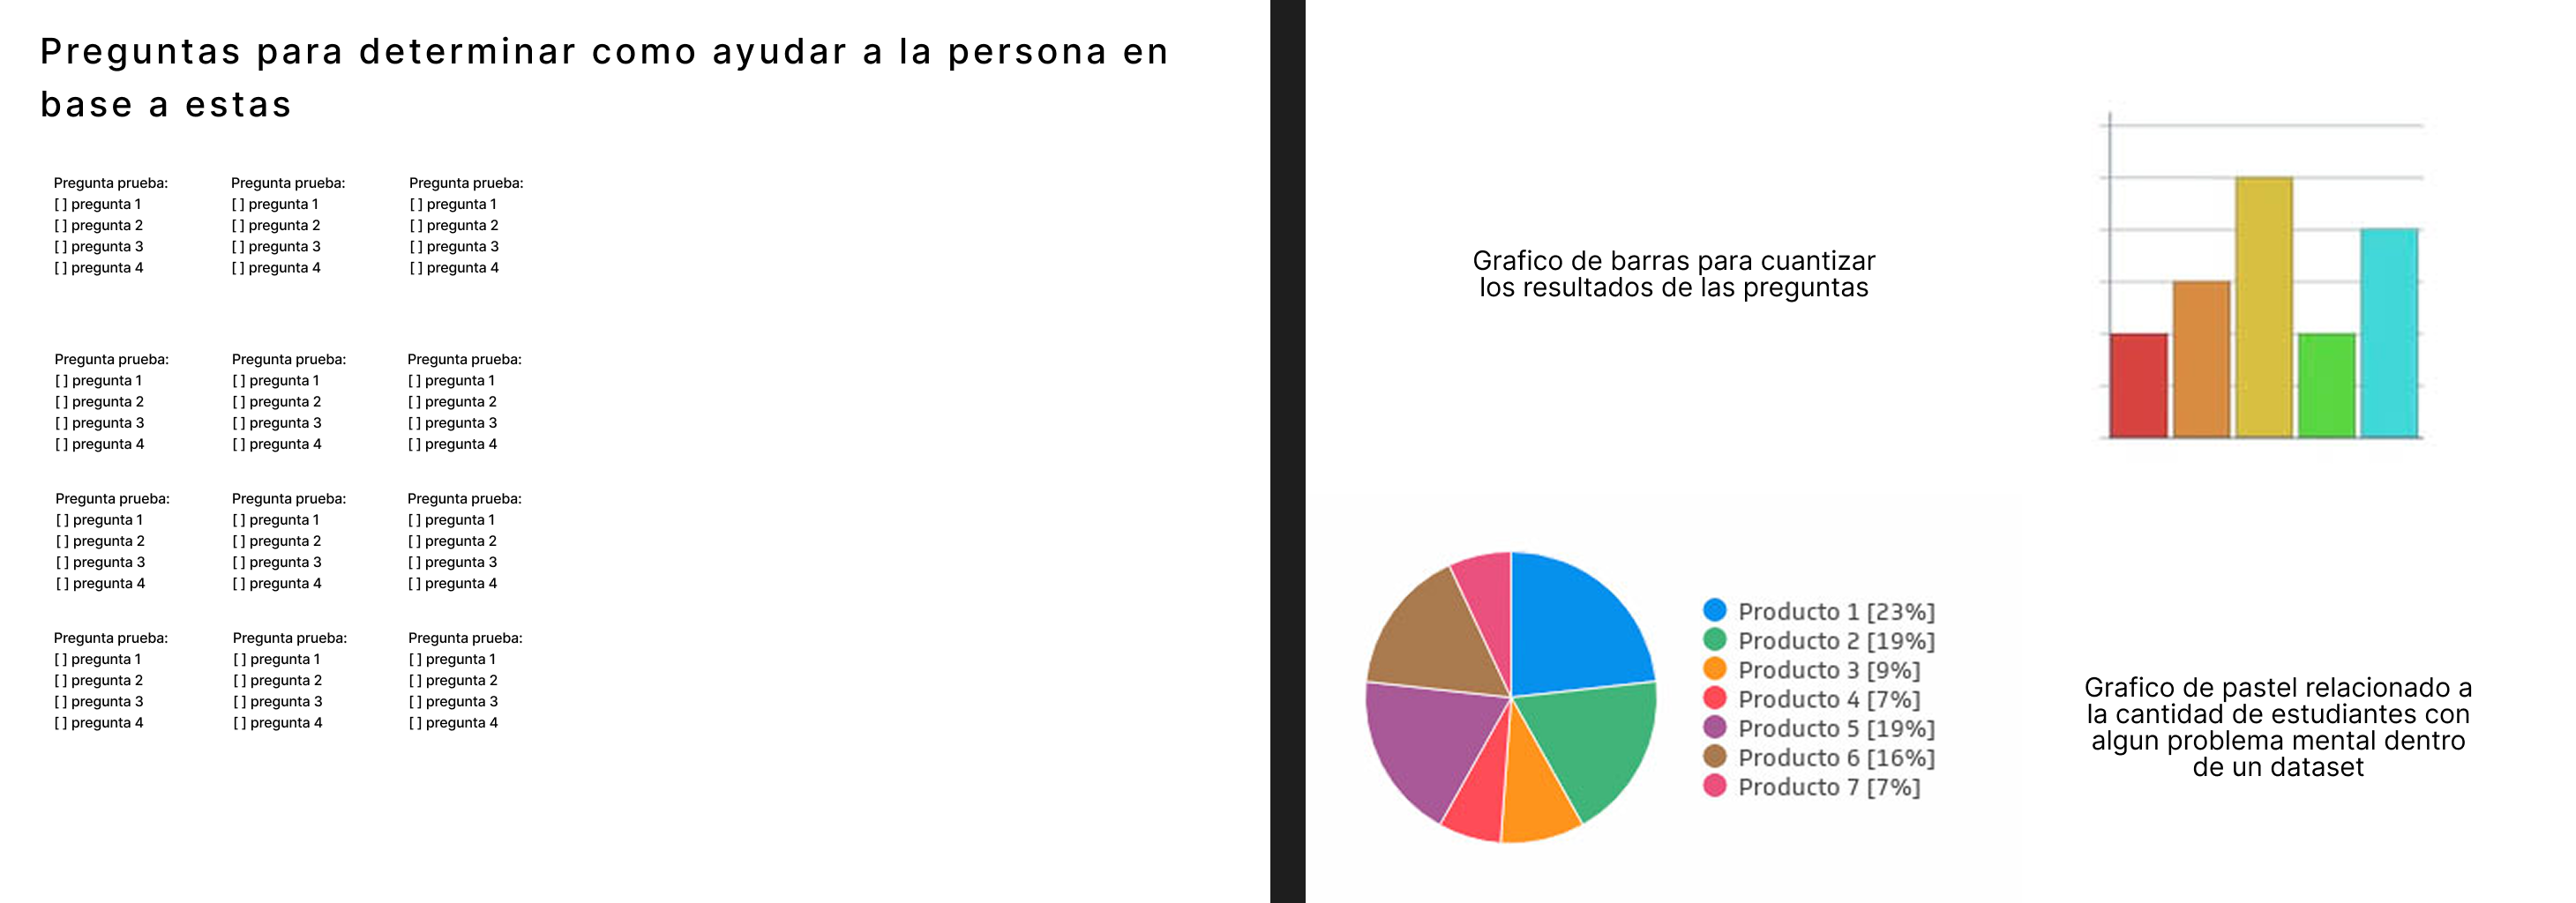 Preguntas para determinar como ayudar a la persona en
base a estas
Pregunta prueba:
[ ] pregunta 1
[ ] pregunta 2
[ ] pregunta 3
[ ] pregunta 4
Pregunta prueba:
[ ] pregunta 1
[ ] pregunta 2
[ ] pregunta 3
[ ] pregunta 4
Pregunta prueba:
[ ] pregunta 1
[ ] pregunta 2
[ ] pregunta 3
[ ] pregunta 4
Pregunta prueba:
[ ] pregunta 1
[ ] pregunta 2
[ ] pregunta 3
[ ] pregunta 4
Pregunta prueba:
[ ] pregunta 1
[ ] pregunta 2
[ ] pregunta 3
[ ] pregunta 4
Pregunta prueba:
[ ] pregunta 1
[ ] pregunta 2
[ ] pregunta 3
[ ] pregunta 4
Pregunta prueba:
[ ] pregunta 1
[ ] pregunta 2
[ ] pregunta 3
[ ] pregunta 4
Pregunta prueba:
[ ] pregunta 1
[ ] pregunta 2
[ ] pregunta 3
[ ] pregunta 4
Pregunta prueba:
[ ] pregunta 1
[ ] pregunta 2
[ ] pregunta 3
[ ] pregunta 4
Pregunta prueba:
[ ] pregunta 1
[ ] pregunta 2
[ ] pregunta 3
[ ] pregunta 4
Pregunta prueba:
[ ] pregunta 1
[ ] pregunta 2
[ ] pregunta 3
[ ] pregunta 4
Pregunta prueba:
[ ] pregunta 1
[ ] pregunta 2
[ ] pregunta 3
[ ] pregunta 4
Grafico de barras para cuantizar
los resultados de las preguntas
Producto 1 [23%]
Producto 2 [19%]
Producto 3 [9%]
Producto 4 [7%]
Producto 5 [19%]
Producto 6 [16%]
Producto 7 [7%]
Grafico de pastel relacionado a
la cantidad de estudiantes con
algun problema mental dentro
de un dataset